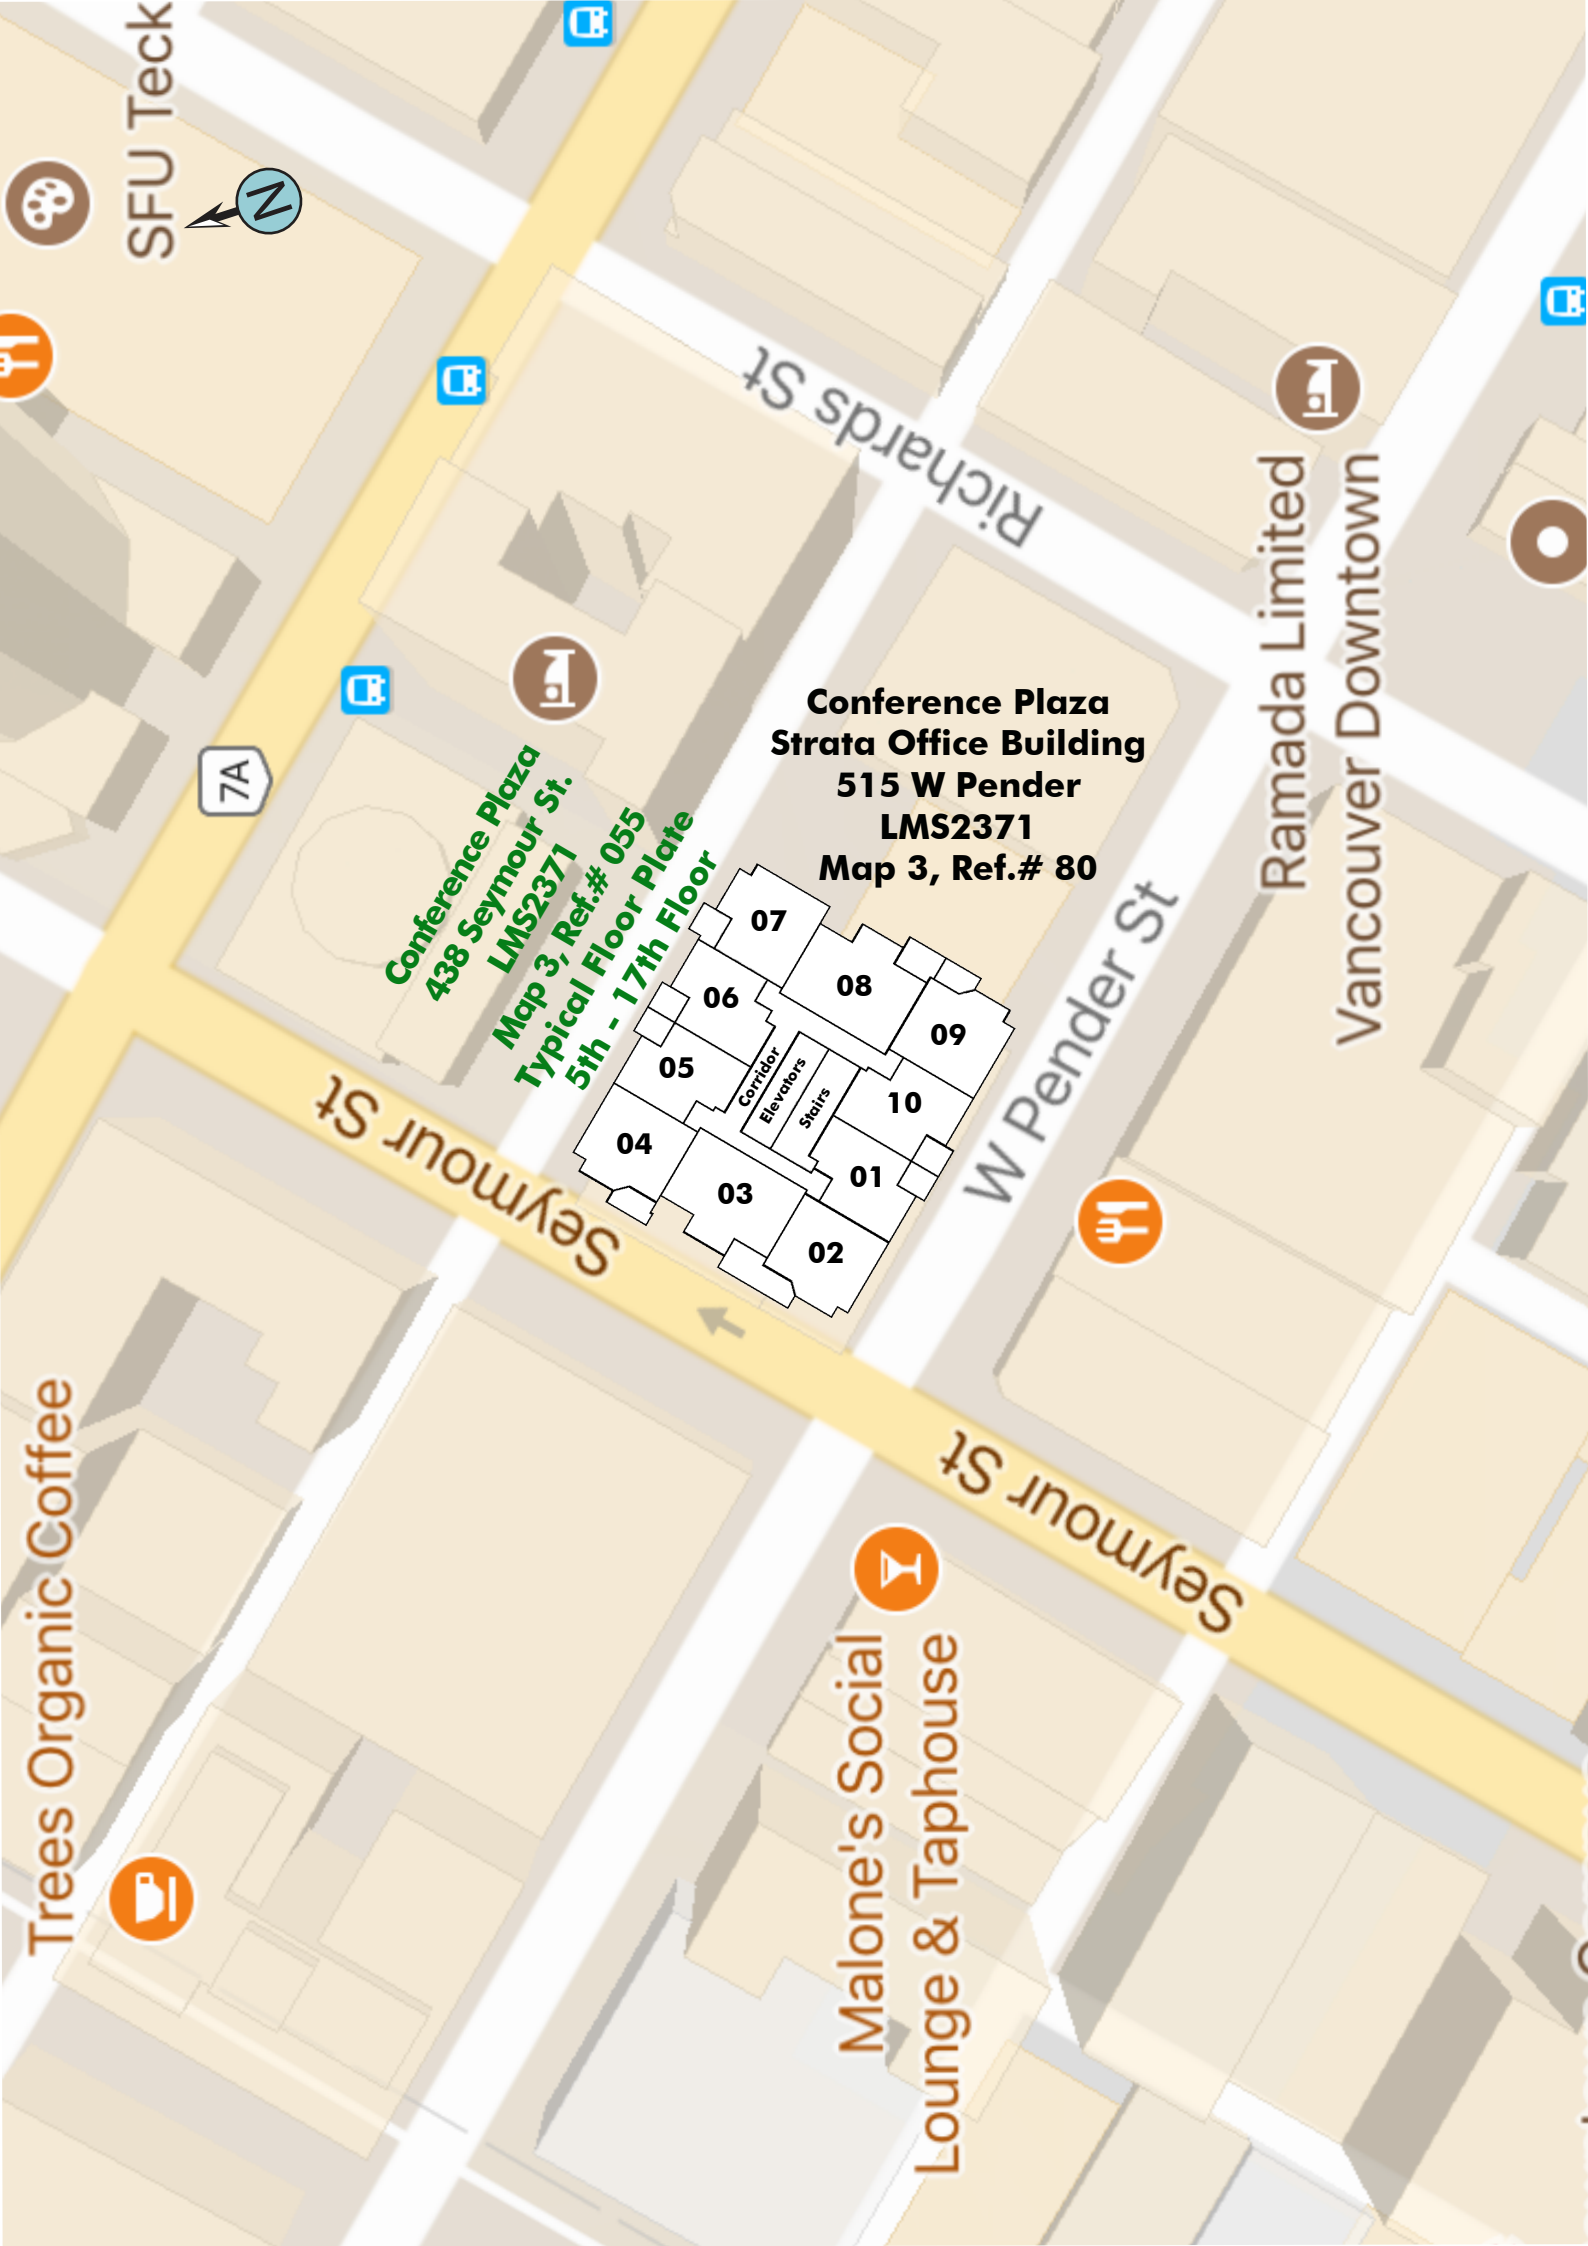 SFU Teck
N
Richards St
Ramada Limited
Vancouver Downtown
7A
Conference Plaza
Strata Office Building
515 W Pender
LMS2371
Map 3, Ref.# 80
Conference Plaza
438 Seymour St.
LMS2371
Map 3, Ref.# 055
Typical Floor Plate
5th - 17th Floor
07
08
06
09
05
Corridor
Elevators
Stairs
10
04
01
03
02
W Pender St
Seymour St
Seymour St
Trees Organic Coffee
Malone's Social
Lounge & Taphouse